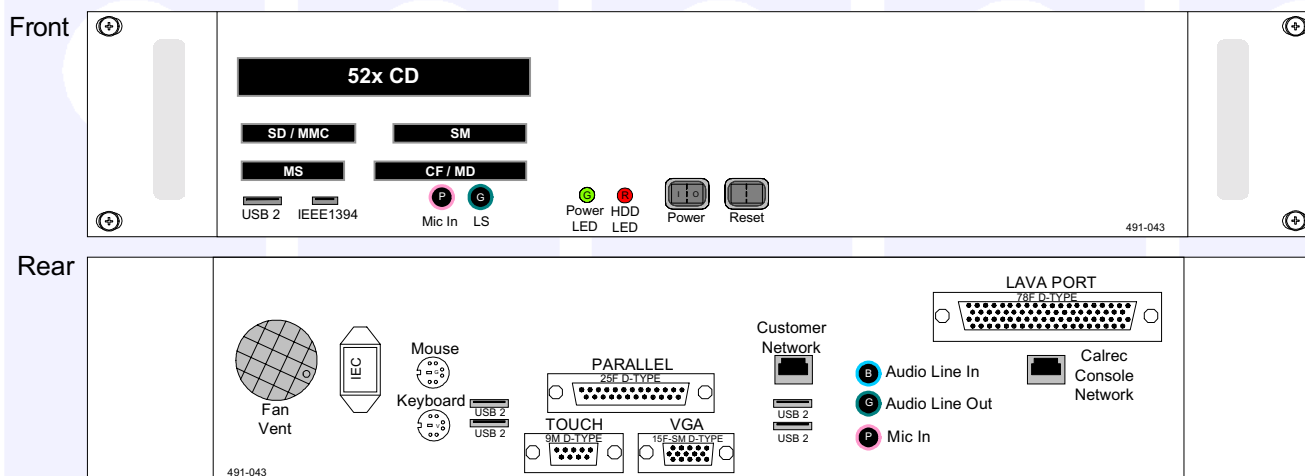 Front
52x CD
SD / MMC
SM
MS
CF / MD
P
G
USB 2
IEEE1394
Mic In
LS
G
R
Power
LED
HDD
LED
I O
Power
Reset
491-043
Rear
LAVA PORT
78F D-TYPE
Customer
Network
Calrec
Console
Network
IEC
Mouse
G
Keyboard
V
USB 2
USB 2
PARALLEL
25F D-TYPE
TOUCH
9M D-TYPE
VGA
15F-SM D-TYPE
USB 2
USB 2
B
Audio Line In
G
Audio Line Out
P
Mic In
Fan
Vent
491-043